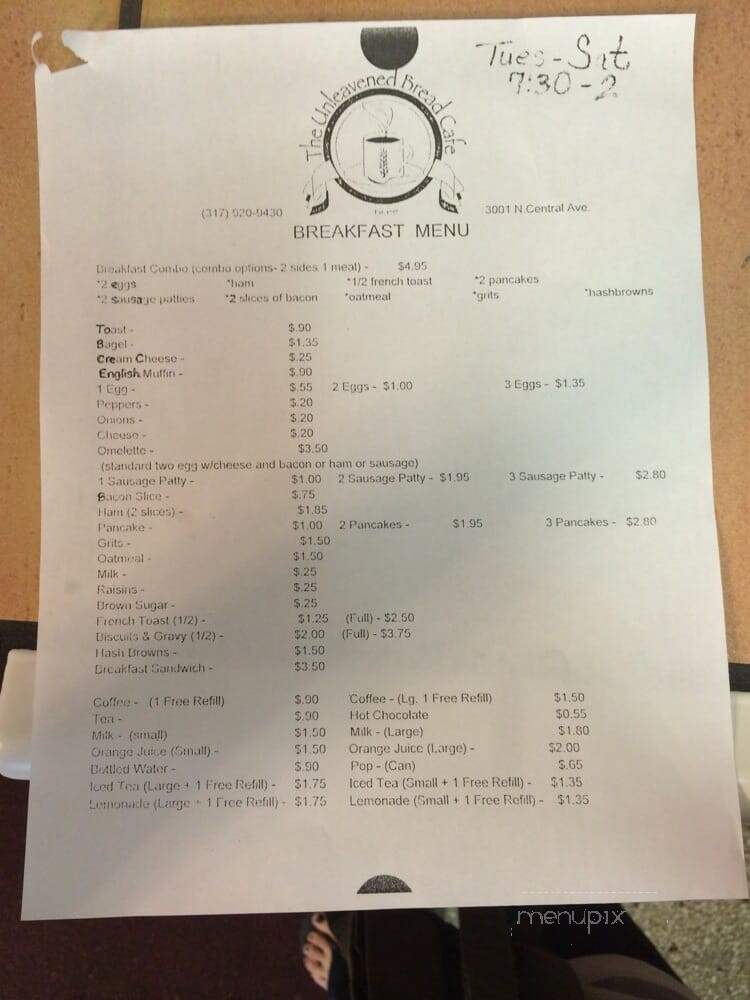 Tues-Sat
7:30-2
The Unleavened Bread Cafe
(317) 920-9430
3001 N.Central Ave.
BREAKFAST MENU
Breakfast Combo (combo options- 2 sides 1 meat) - $4.95
*2 eggs *ham *1/2 french toast *2 pancakes
*2 sausage patties *2 slices of bacon *oatmeal *grits *hashbrowns
Toast - $.90
Bagel - $1.35
Cream Cheese - $.25
English Muffin - $.90
1 Egg - $.55 2 Eggs - $1.00 3 Eggs - $1.35
Peppers - $.20
Onions - $.20
Cheese - $.20
Omelette - $3.50
(standard two egg w/cheese and bacon or ham or sausage)
1 Sausage Patty - $1.00 2 Sausage Patty - $1.95 3 Sausage Patty - $2.80
Bacon Slice - $.75
Ham (2 slices) - $1.85
Pancake - $1.00 2 Pancakes - $1.95 3 Pancakes - $2.80
Grits - $1.50
Oatmeal - $1.50
Milk - $.25
Raisins - $.25
Brown Sugar - $.25
French Toast (1/2) - $1.25 (Full) - $2.50
Biscuits & Gravy (1/2) - $2.00 (Full) - $3.75
Hash Browns - $1.50
Breakfast Sandwich - $3.50
Coffee - (1 Free Refill) $.90 Coffee - (Lg. 1 Free Refill) $1.50
Tea - $.90 Hot Chocolate $0.55
Milk - (small) $1.50 Milk - (Large) $1.80
Orange Juice (Small) - $1.50 Orange Juice (Large) - $2.00
Bottled Water - $.90 Pop - (Can) $.65
Iced Tea (Large + 1 Free Refill) - $1.75 Iced Tea (Small + 1 Free Refill) - $1.35
Lemonade (Large + 1 Free Refill) - $1.75 Lemonade (Small + 1 Free Refill) - $1.35
menupix